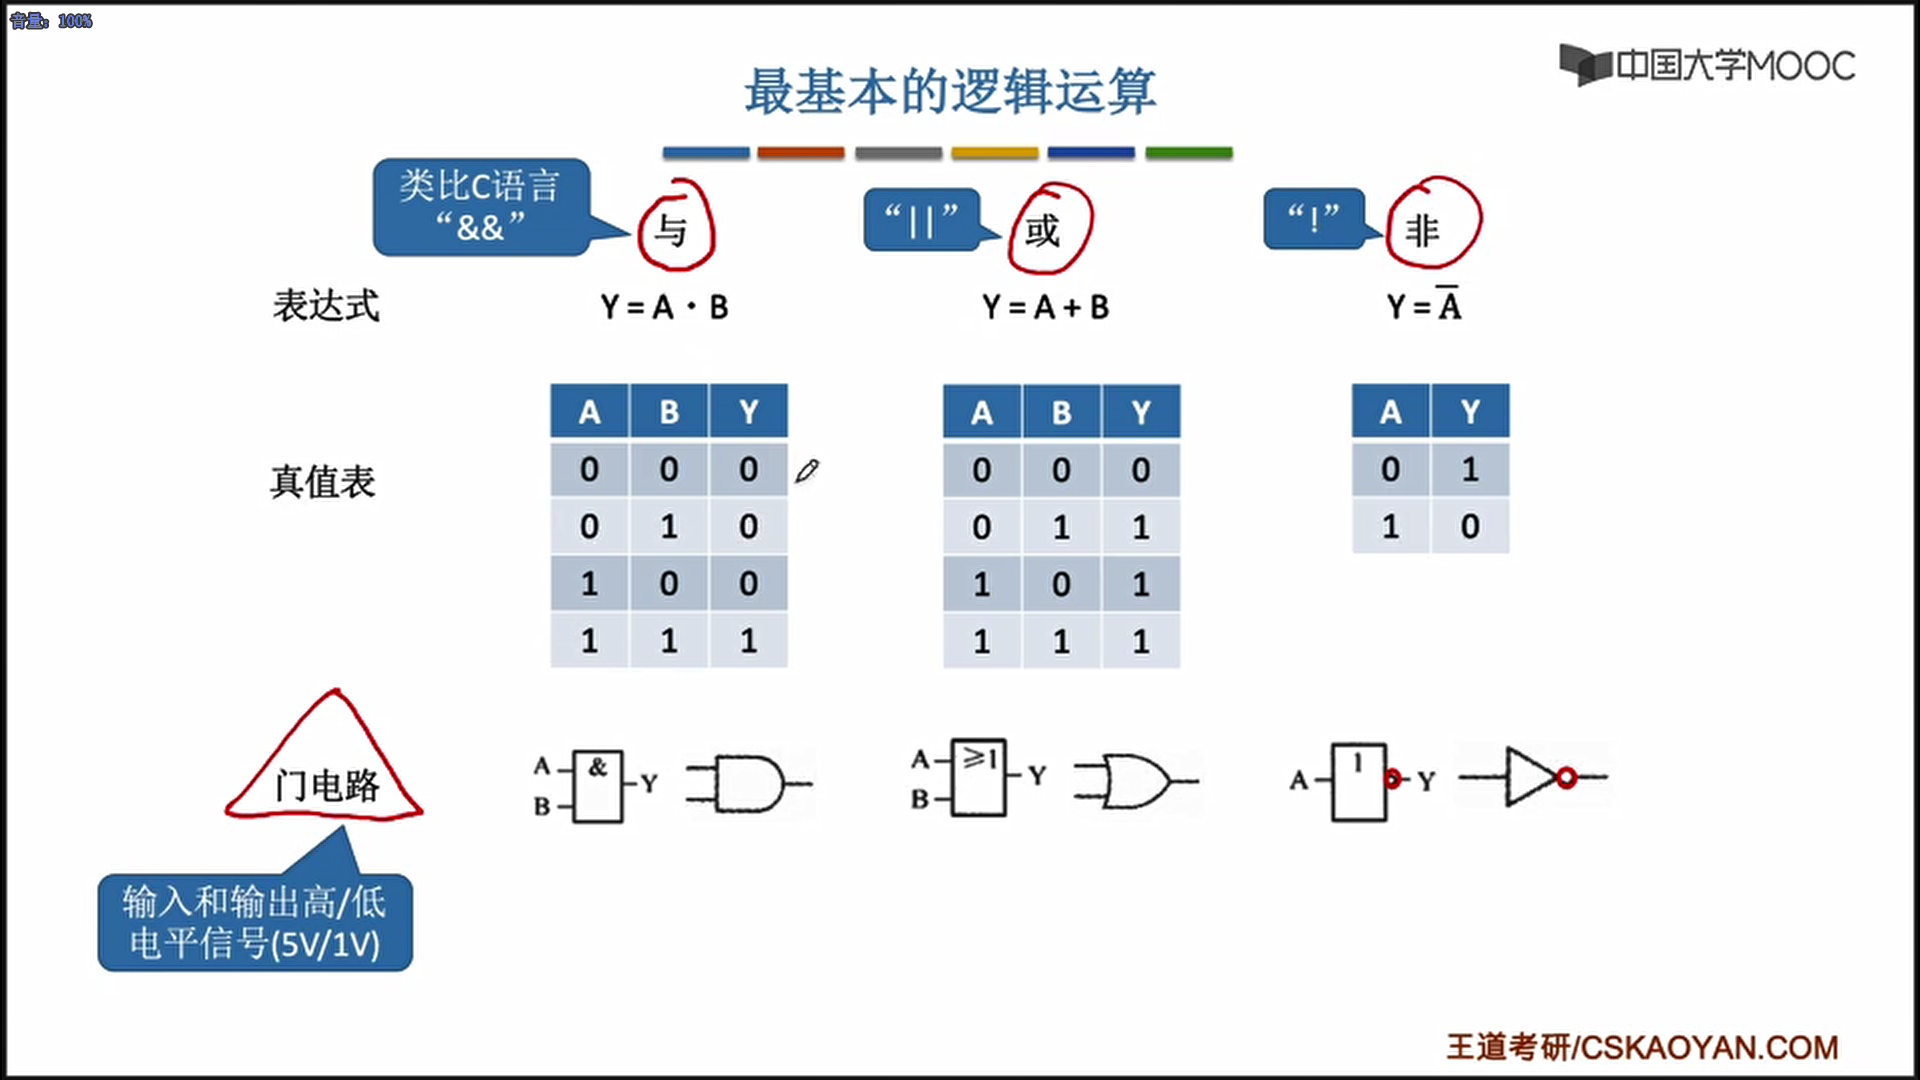 音量：100%
中国大学MOOC
最基本的逻辑运算
类比C语言
“&&”
与
“||”
或
“!”
非
表达式
Y = A · B
Y = A + B
Y = A̅
真值表
A B Y
0 0 0
0 1 0
1 0 0
1 1 1
A B Y
0 0 0
0 1 1
1 0 1
1 1 1
A Y
0 1
1 0
门电路
A & Y
B
A ≥1 Y
B
A 1 Y
输入和输出高/低
电平信号(5V/1V)
王道考研/CSKAOYAN.COM